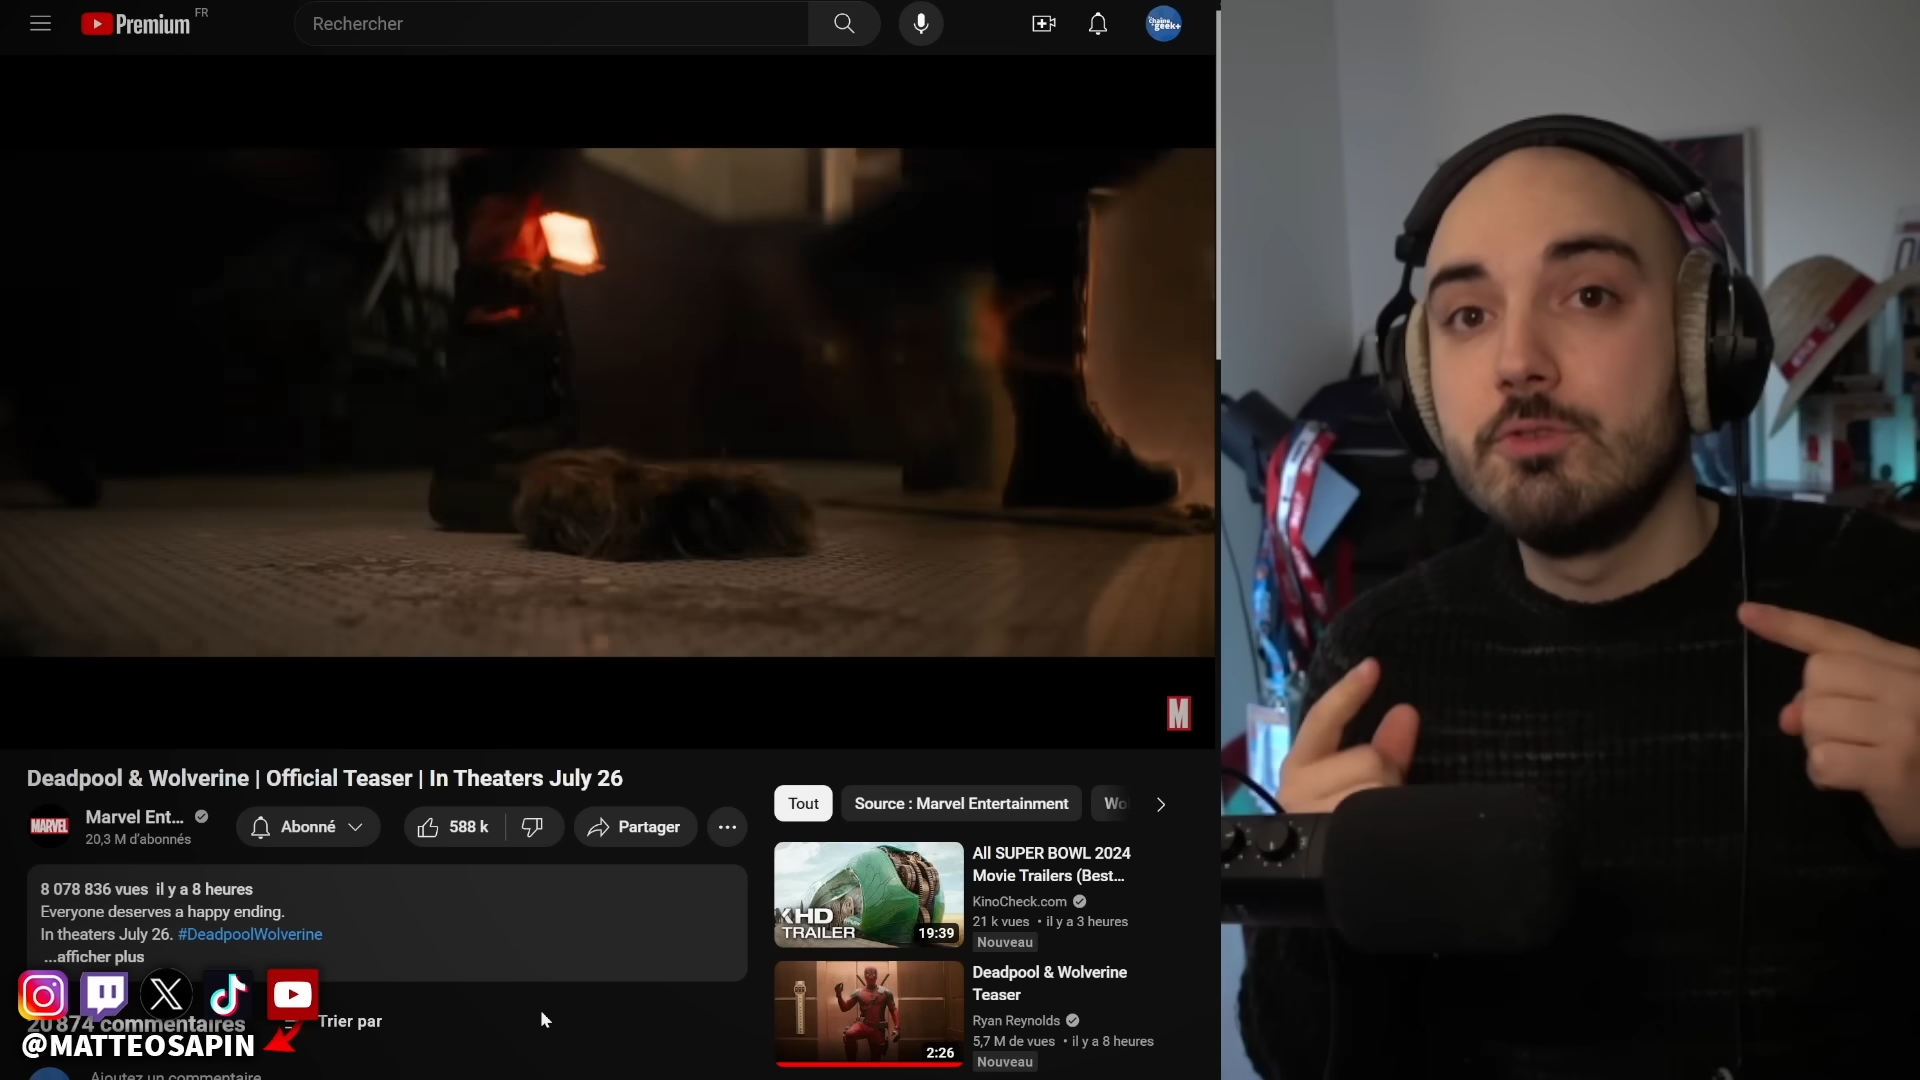 Premium FR
Rechercher
chaîne geek+
M
Deadpool & Wolverine | Official Teaser | In Theaters July 26
MARVEL
Marvel Ent...
20,3 M d’abonnés
Abonné
588 k
Partager
8 078 836 vues il y a 8 heures
Everyone deserves a happy ending.
In theaters July 26. #DeadpoolWolverine
...afficher plus
20 874 commentaires
Trier par
@MATTEOSAPIN
Ajoutez un commentaire
Tout
Source : Marvel Entertainment
KHD
TRAILER
19:39
All SUPER BOWL 2024
Movie Trailers (Best...
KinoCheck.com
21 k vues • il y a 3 heures
Nouveau
2:26
Deadpool & Wolverine
Teaser
Ryan Reynolds
5,7 M de vues • il y a 8 heures
Nouveau